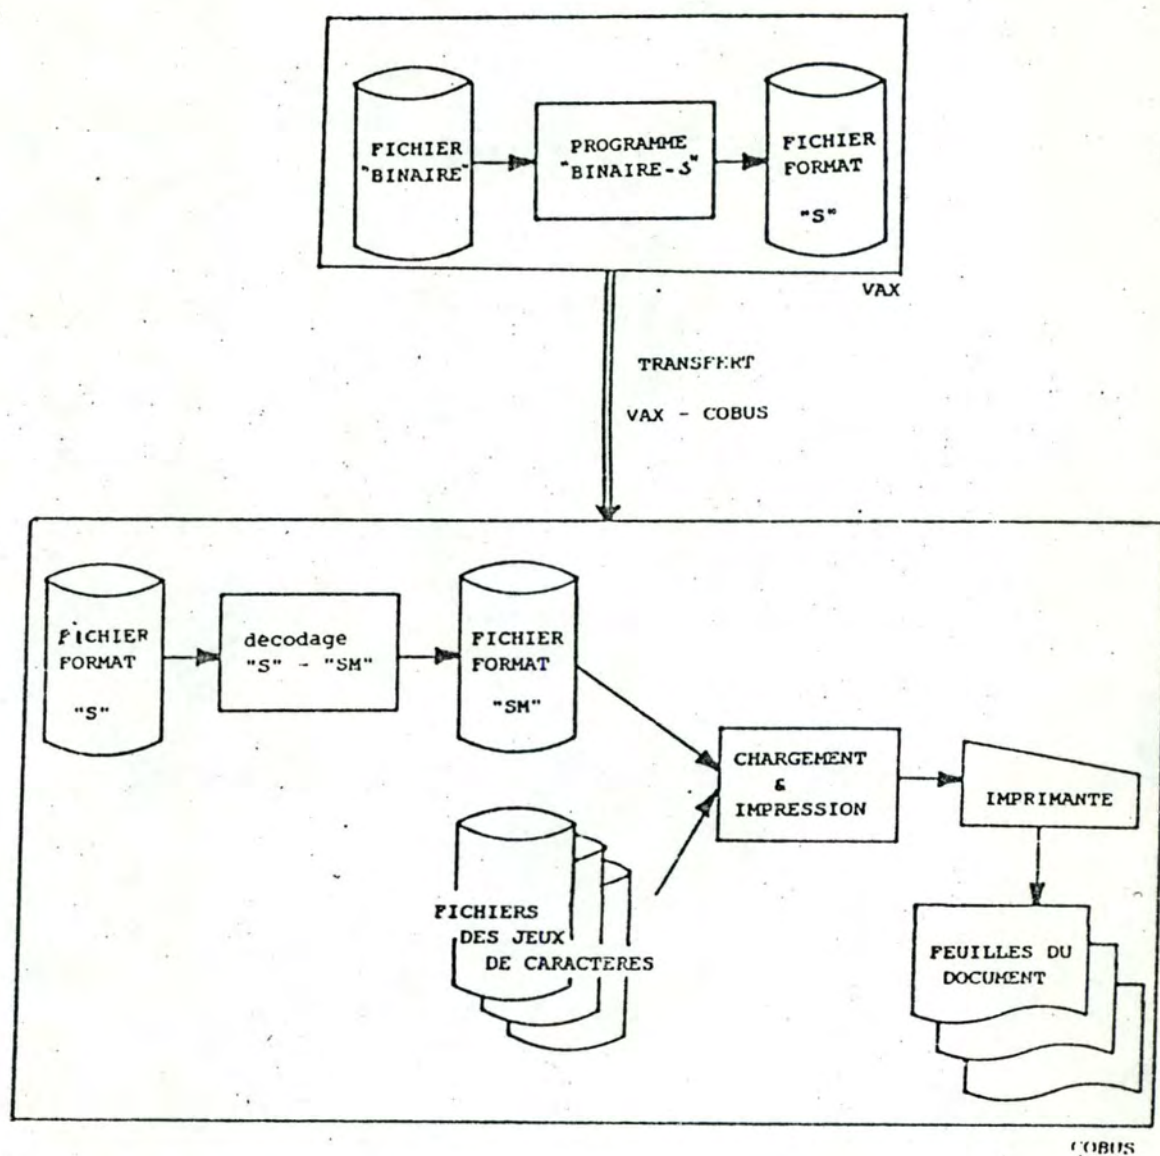 FICHIER
"BINAIRE"
PROGRAMME
"BINAIRE-S"
FICHIER
FORMAT
"S"
VAX
TRANSFERT
VAX - COBUS
FICHIER
FORMAT
"S"
décodage
"S" - "SM"
FICHIER
FORMAT
"SM"
CHARGEMENT
&
IMPRESSION
IMPRIMANTE
FICHIERS
DES JEUX
DE CARACTERES
FEUILLES DU
DOCUMENT
COBUS